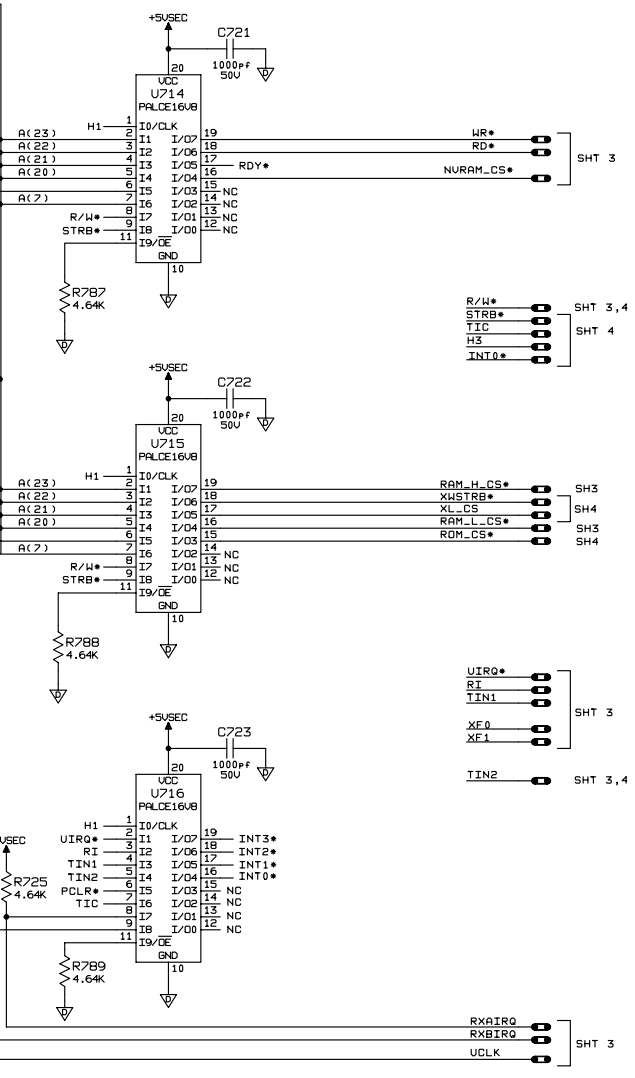 +5VSEC
C721
1000pf
50V
D
20
VCC
U714
PALCE16V8
H1 1 I0/CLK
A(23) 2 I1 I/O7 19 WR*
A(22) 3 I2 I/O6 18 RD*
A(21) 4 I3 I/O5 17 RDY*
A(20) 5 I4 I/O4 16 NVRAM_CS*
6 I5 I/O3 15 NC
A(7) 7 I6 I/O2 14 NC
R/W* 8 I7 I/O1 13 NC
STRB* 9 I8 I/O0 12 NC
11 I9/OE
GND
10
SHT 3
R787
4.64K
D
D
R/W* SHT 3,4
STRB*
TIC
H3
INT0*
SHT 4
+5VSEC
C722
1000pf
50V
D
20
VCC
U715
PALCE16V8
H1 1 I0/CLK
A(23) 2 I1 I/O7 19 RAM_H_CS* SH3
A(22) 3 I2 I/O6 18 XWSTRB*
A(21) 4 I3 I/O5 17 XL_CS SH4
A(20) 5 I4 I/O4 16 RAM_L_CS* SH3
6 I5 I/O3 15 ROM_CS* SH4
A(7) 7 I6 I/O2 14 NC
R/W* 8 I7 I/O1 13 NC
STRB* 9 I8 I/O0 12 NC
11 I9/OE
GND
10
R788
4.64K
D
D
VIRQ*
RI
TIN1
XF0
XF1
SHT 3
TIN2 SHT 3,4
+5VSEC
C723
1000pf
50V
D
20
VCC
U716
PALCE16V8
VSEC
R725
4.64K
H1 1 I0/CLK
VIRQ* 2 I1 I/O7 19 INT3*
RI 3 I2 I/O6 18 INT2*
TIN1 4 I3 I/O5 17 INT1*
TIN2 5 I4 I/O4 16 INT0*
PCLR* 6 I5 I/O3 15 NC
TIC 7 I6 I/O2 14 NC
8 I7 I/O1 13 NC
9 I8 I/O0 12 NC
11 I9/OE
GND
10
R789
4.64K
D
D
RXAIRQ
RXBIRQ
VCLK
SHT 3